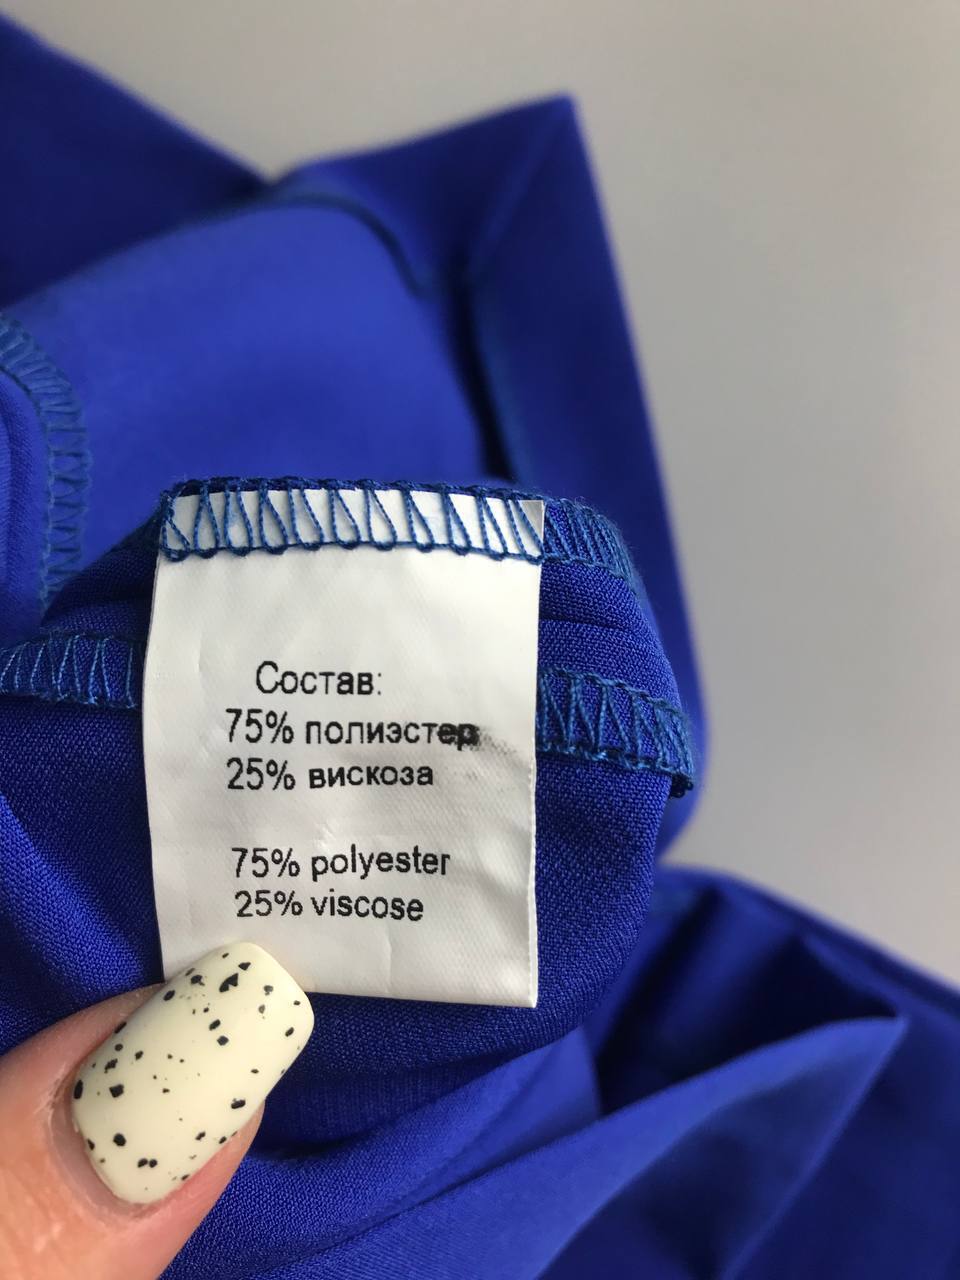 Состав:
75% полиэстер
25% вискоза
75% polyester
25% viscose